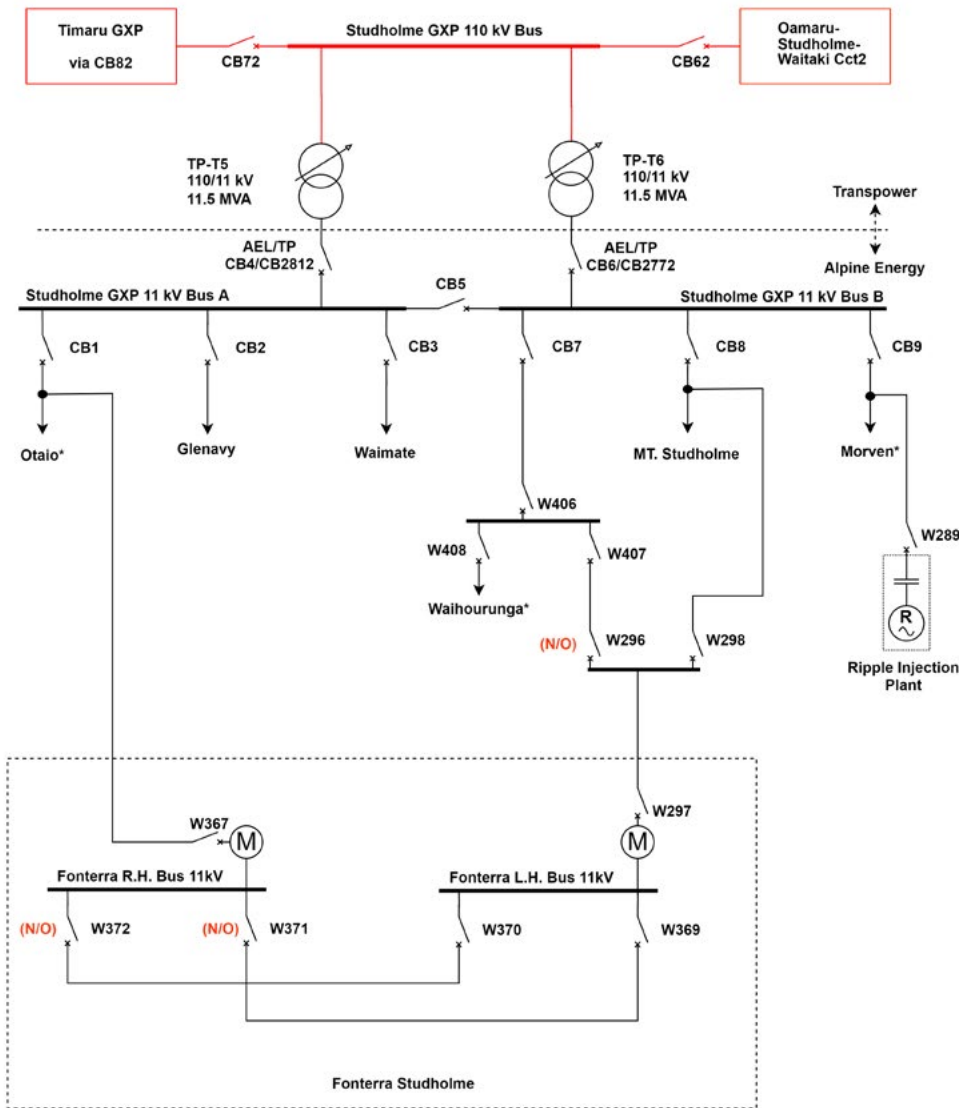 Timaru GXP
via CB82
CB72
Studholme GXP 110 kV Bus
CB62
Oamaru-
Studholme-
Waitaki Cct2
TP-T5
110/11 kV
11.5 MVA
TP-T6
110/11 kV
11.5 MVA
Transpower
Alpine Energy
AEL/TP
CB4/CB2812
AEL/TP
CB6/CB2772
Studholme GXP 11 kV Bus A
CB5
Studholme GXP 11 kV Bus B
CB1
CB2
CB3
CB7
CB8
CB9
Otaio*
Glenavy
Waimate
MT. Studholme
Morven*
W406
W408
W407
W289
Waihourunga*
(N/O)
W296
W298
R
Ripple Injection
Plant
W297
W367
M
M
Fonterra R.H. Bus 11kV
Fonterra L.H. Bus 11kV
(N/O)
W372
(N/O)
W371
W370
W369
Fonterra Studholme